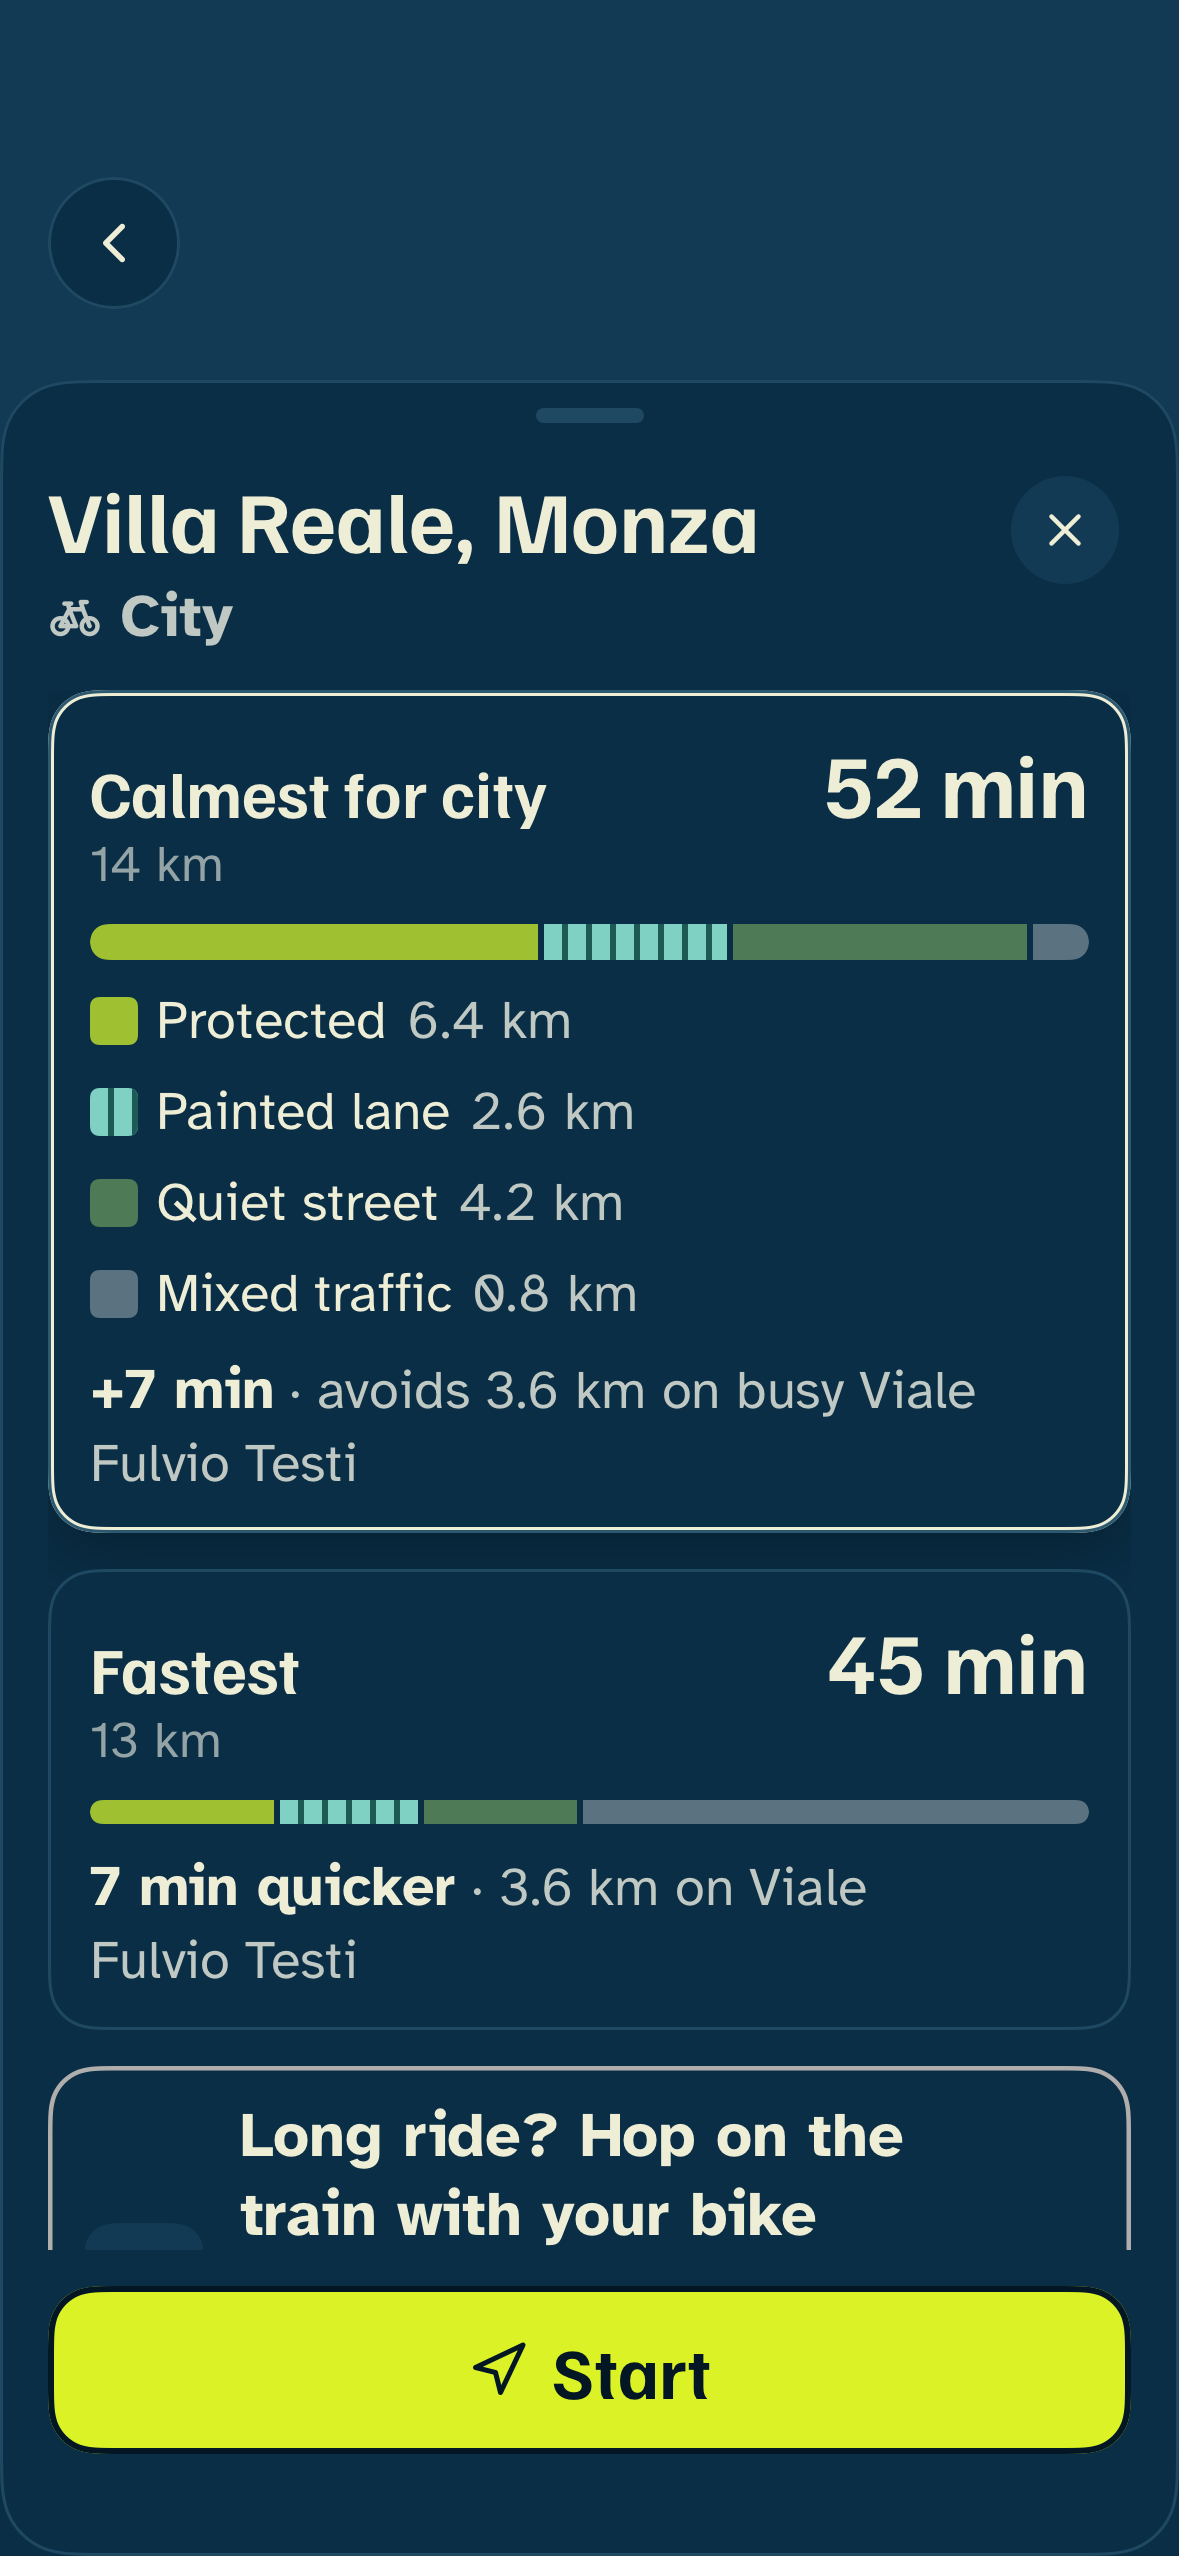 Villa Reale, Monza
City
Calmest for city
52 min
14 km
Protected 6.4 km
Painted lane 2.6 km
Quiet street 4.2 km
Mixed traffic 0.8 km
+7 min · avoids 3.6 km on busy Viale
Fulvio Testi
Fastest
45 min
13 km
7 min quicker · 3.6 km on Viale
Fulvio Testi
Long ride? Hop on the
train with your bike
Start